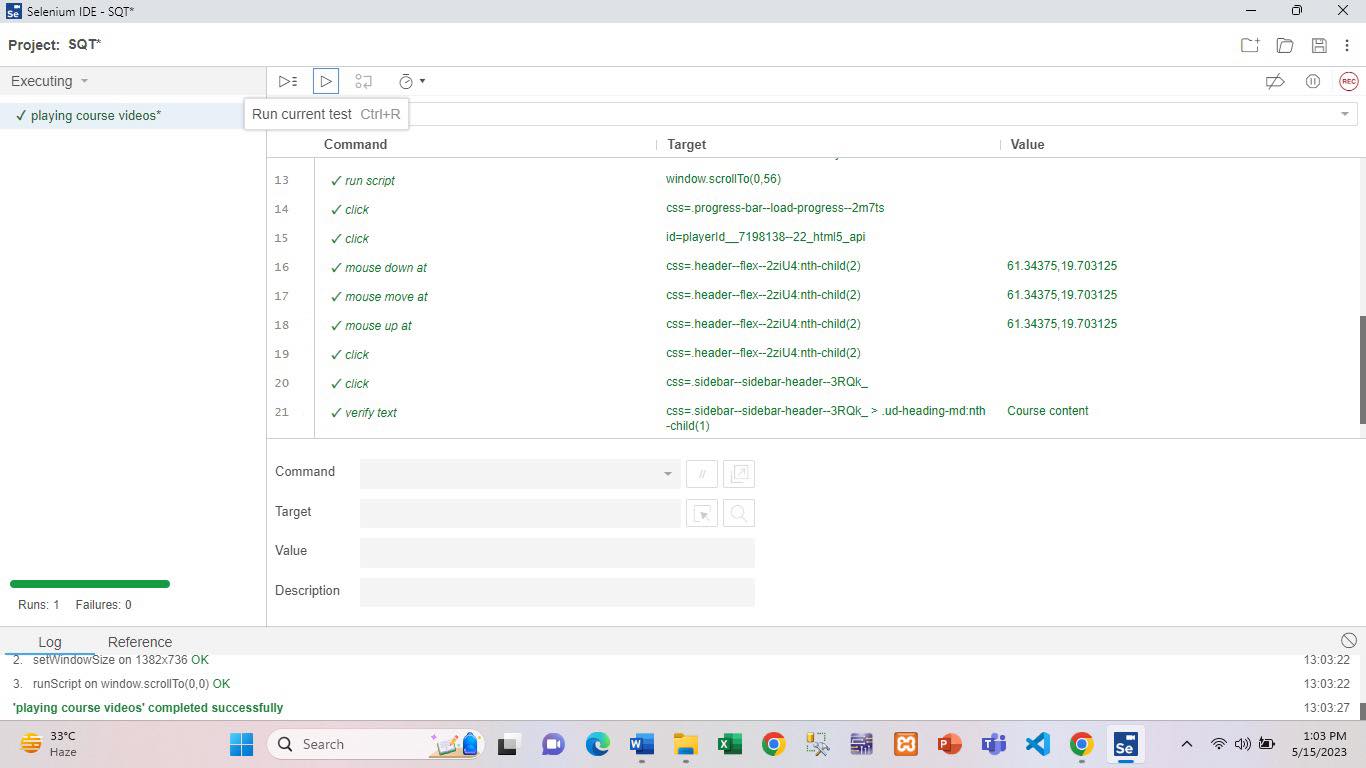 Selenium IDE - SQT*
Project: SQT*
Executing
✓ playing course videos*
Run current test Ctrl+R
REC
Command Target Value
13 ✓ run script window.scrollTo(0,56)
14 ✓ click css=.progress-bar--load-progress--2m7ts
15 ✓ click id=playerId__7198138--22_html5_api
16 ✓ mouse down at css=.header--flex--2ziU4:nth-child(2) 61.34375,19.703125
17 ✓ mouse move at css=.header--flex--2ziU4:nth-child(2) 61.34375,19.703125
18 ✓ mouse up at css=.header--flex--2ziU4:nth-child(2) 61.34375,19.703125
19 ✓ click css=.header--flex--2ziU4:nth-child(2)
20 ✓ click css=.sidebar--sidebar-header--3RQk_
21 ✓ verify text css=.sidebar--sidebar-header--3RQk_ > .ud-heading-md:nth Course content
-child(1)
Command //
Target
Value
Description
Runs: 1 Failures: 0
Log Reference
2. setWindowSize on 1382x736 OK 13:03:22
3. runScript on window.scrollTo(0,0) OK 13:03:22
'playing course videos' completed successfully 13:03:27
33°C
Haze
Search
Se
1:03 PM
5/15/2023